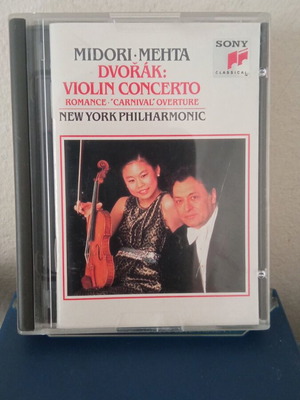 MIDORI · MEHTA
DVOŘÁK:
VIOLIN CONCERTO
ROMANCE · "CARNIVAL" OVERTURE
NEW YORK PHILHARMONIC
SONY
CLASSICAL